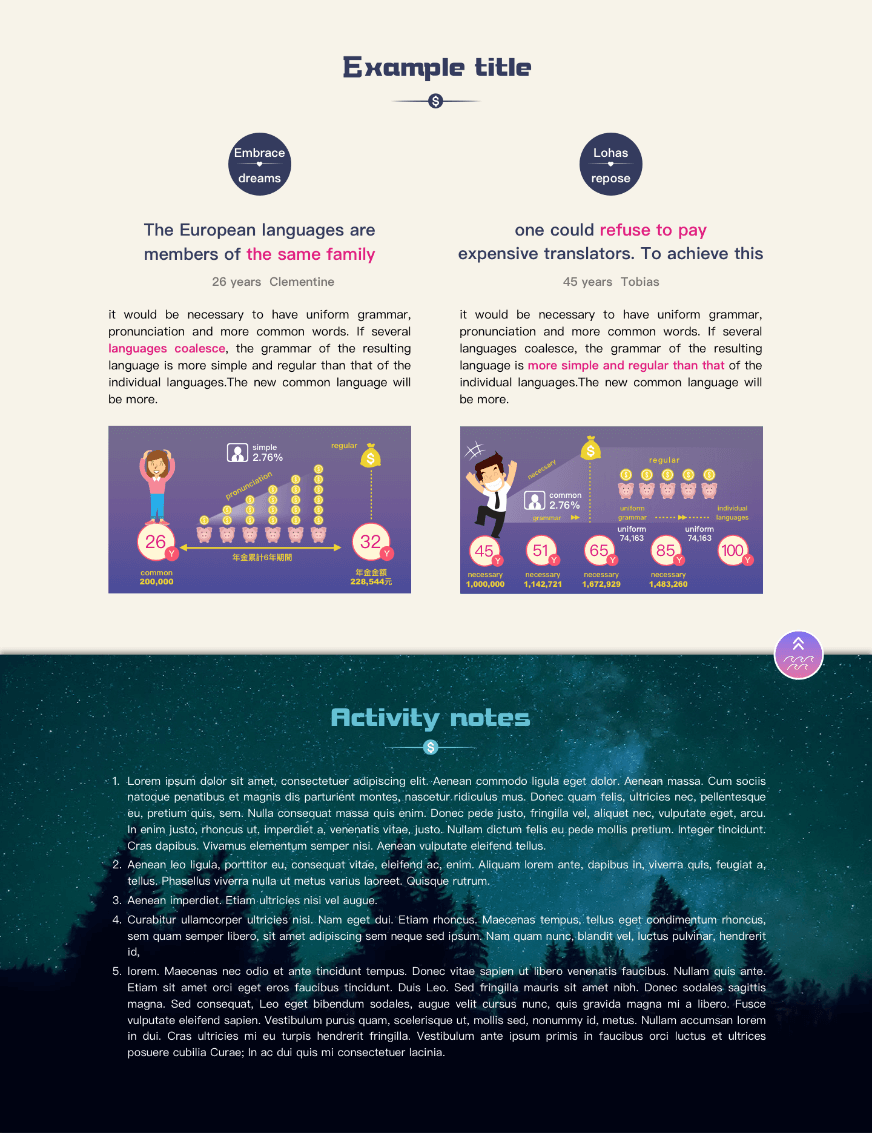 Example title
$
Embrace
dreams
The European languages are
members of the same family
26 years Clementine
it would be necessary to have uniform grammar,
pronunciation and more common words. If several
languages coalesce, the grammar of the resulting
language is more simple and regular than that of the
individual languages.The new common language will
be more.
simple
2.76%
regular
$
pronunciation
26
Y
32
Y
年金累計6年期間
common
200,000
年金金額
228,544元
Lohas
repose
one could refuse to pay
expensive translators. To achieve this
45 years Tobias
it would be necessary to have uniform grammar,
pronunciation and more common words. If several
languages coalesce, the grammar of the resulting
language is more simple and regular than that of the
individual languages.The new common language will
be more.
necessary
$
regular
common
2.76%
grammar
uniform
grammar
individual
languages
uniform
74,163
uniform
74,163
45
Y
51
Y
65
Y
85
Y
100
Y
necessary
1,000,000
necessary
1,142,721
necessary
1,672,929
necessary
1,483,260
Activity notes
$
1. Lorem ipsum dolor sit amet, consectetuer adipiscing elit. Aenean commodo ligula eget dolor. Aenean massa. Cum sociis
natoque penatibus et magnis dis parturient montes, nascetur ridiculus mus. Donec quam felis, ultricies nec, pellentesque
eu, pretium quis, sem. Nulla consequat massa quis enim. Donec pede justo, fringilla vel, aliquet nec, vulputate eget, arcu.
In enim justo, rhoncus ut, imperdiet a, venenatis vitae, justo. Nullam dictum felis eu pede mollis pretium. Integer tincidunt.
Cras dapibus. Vivamus elementum semper nisi. Aenean vulputate eleifend tellus.
2. Aenean leo ligula, porttitor eu, consequat vitae, eleifend ac, enim. Aliquam lorem ante, dapibus in, viverra quis, feugiat a,
tellus. Phasellus viverra nulla ut metus varius laoreet. Quisque rutrum.
3. Aenean imperdiet. Etiam ultricies nisi vel augue.
4. Curabitur ullamcorper ultricies nisi. Nam eget dui. Etiam rhoncus. Maecenas tempus, tellus eget condimentum rhoncus,
sem quam semper libero, sit amet adipiscing sem neque sed ipsum. Nam quam nunc, blandit vel, luctus pulvinar, hendrerit
id,
5. lorem. Maecenas nec odio et ante tincidunt tempus. Donec vitae sapien ut libero venenatis faucibus. Nullam quis ante.
Etiam sit amet orci eget eros faucibus tincidunt. Duis Leo. Sed fringilla mauris sit amet nibh. Donec sodales sagittis
magna. Sed consequat, Leo eget bibendum sodales, augue velit cursus nunc, quis gravida magna mi a libero. Fusce
vulputate eleifend sapien. Vestibulum purus quam, scelerisque ut, mollis sed, nonummy id, metus. Nullam accumsan lorem
in dui. Cras ultricies mi eu turpis hendrerit fringilla. Vestibulum ante ipsum primis in faucibus orci luctus et ultrices
posuere cubilia Curae; In ac dui quis mi consectetuer lacinia.